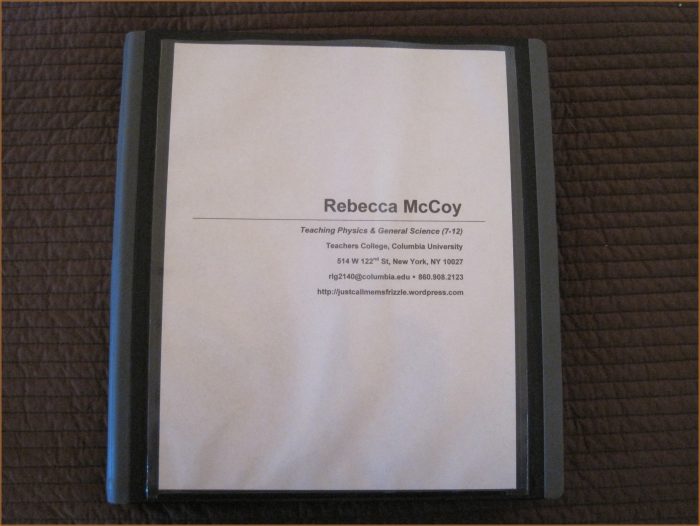 Rebecca McCoy
Teaching Physics & General Science (7-12)
Teachers College, Columbia University
514 W 122nd St, New York, NY 10027
rlg2140@columbia.edu • 860.908.2123
http://justcallmemsfrizzle.wordpress.com